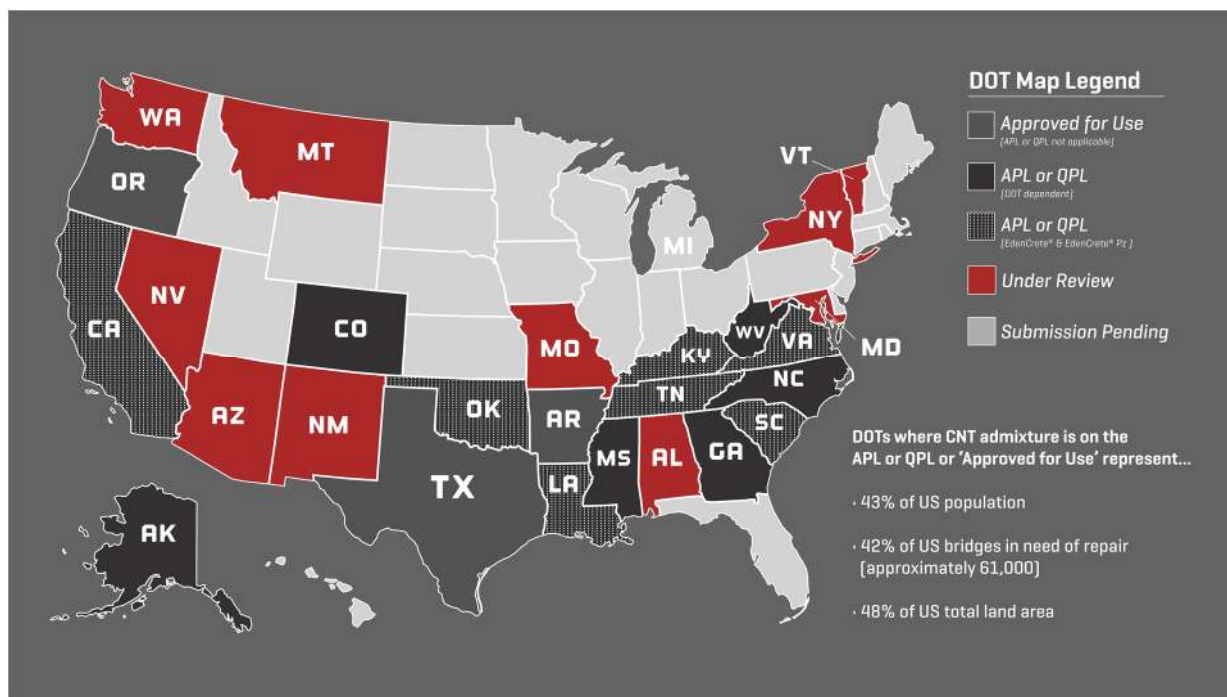 DOT Map Legend
Approved for Use
(APL or QPL not applicable)
APL or QPL
(DOT dependent)
APL or QPL
(EdenCrete® & EdenCrete® Pz )
Under Review
Submission Pending
WA
MT
VT
OR
NY
MI
NV
CO
CA
MO
WV
VA
MD
KY
NC
TN
AZ
NM
OK
AR
SC
MS
AL
GA
TX
LA
AK
DOTs where CNT admixture is on the
APL or QPL or ‘Approved for Use’ represent...
· 43% of US population
· 42% of US bridges in need of repair
(approximately 61,000)
· 48% of US total land area